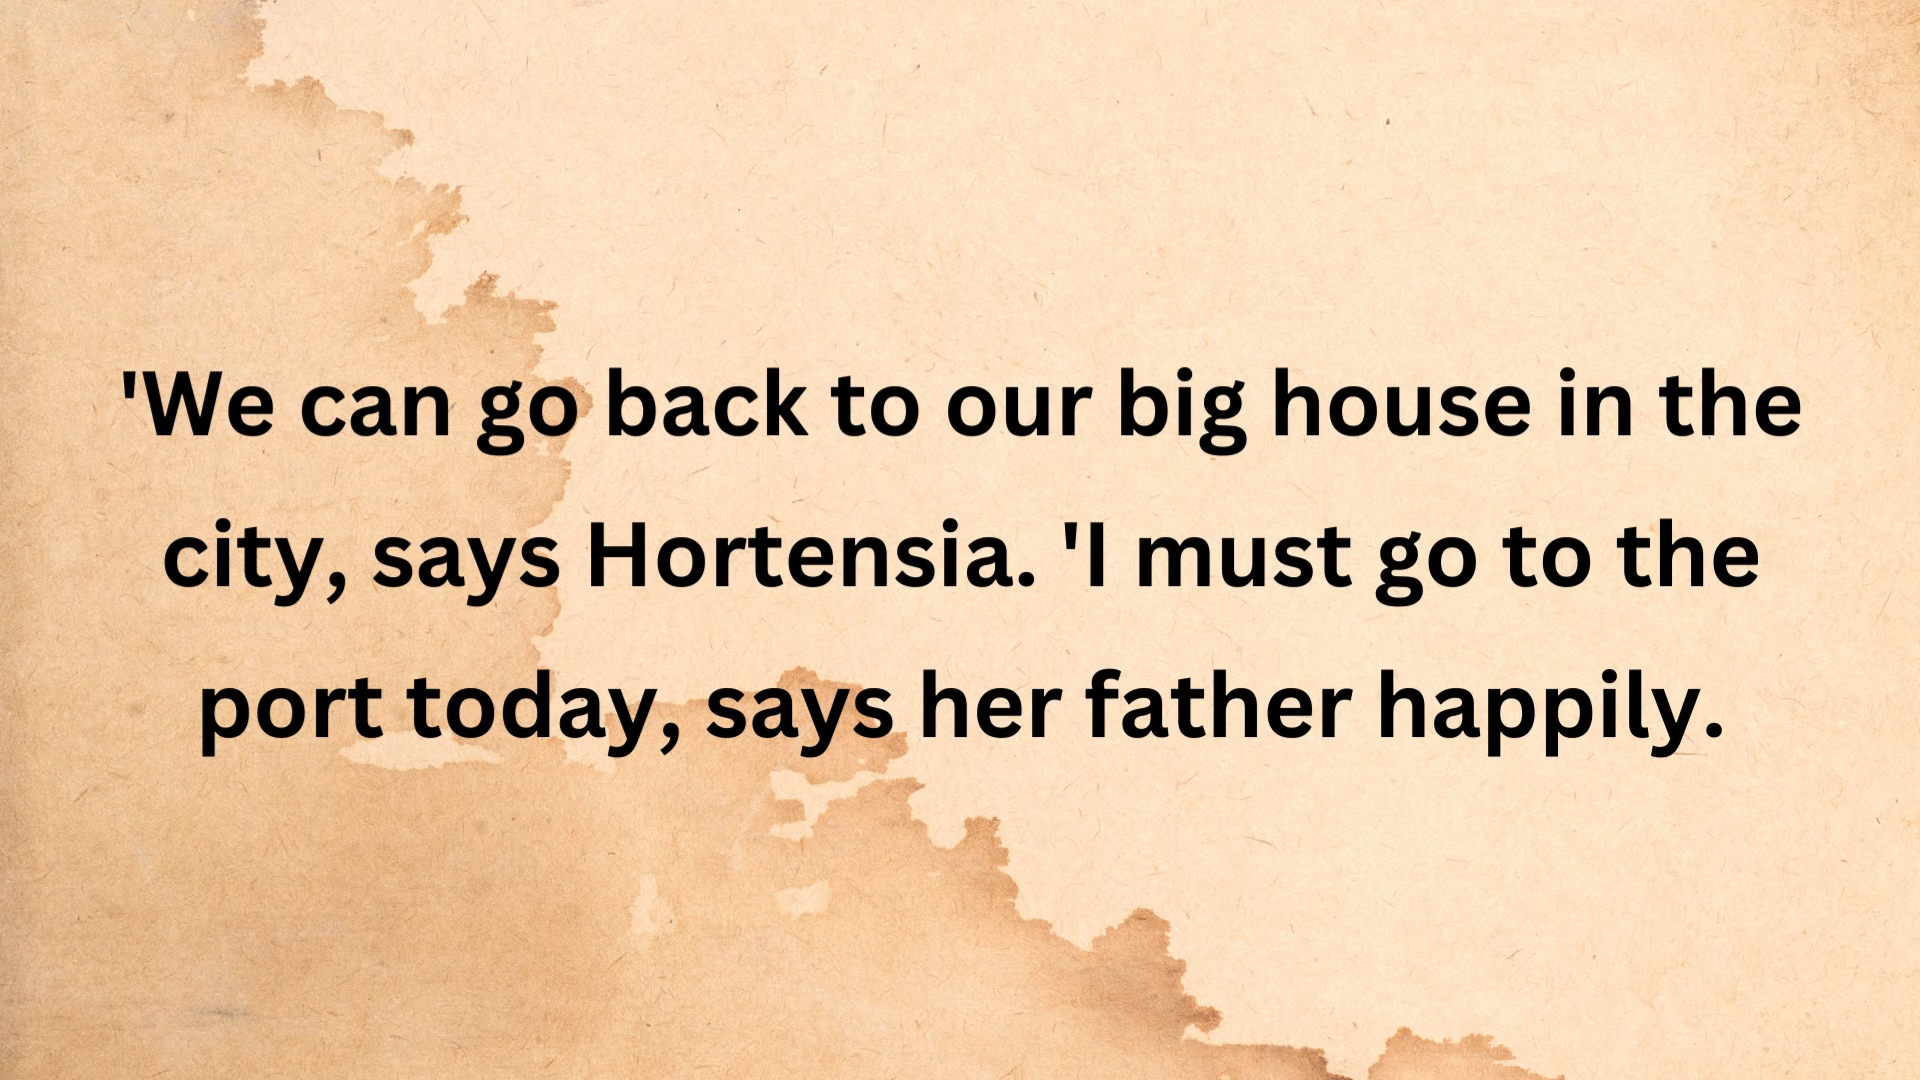 'We can go back to our big house in the
city, says Hortensia. 'I must go to the
port today, says her father happily.